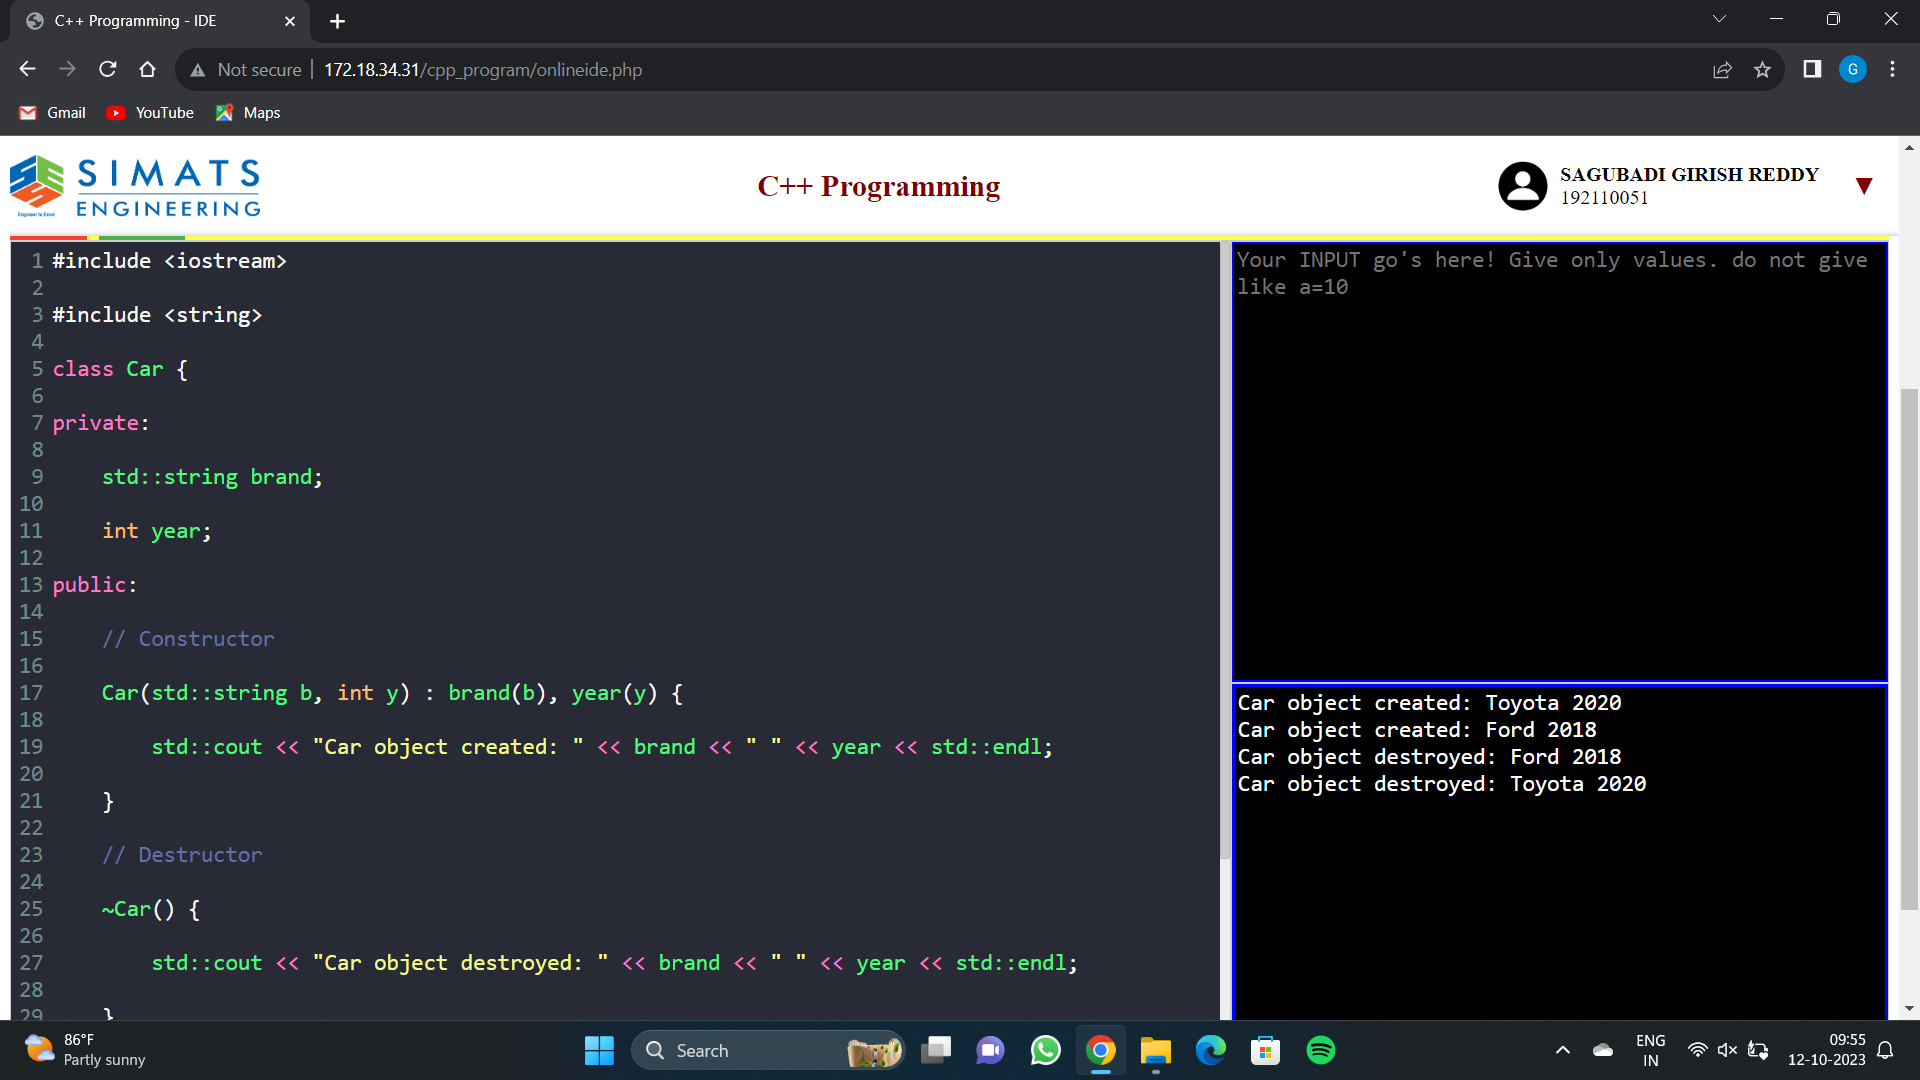 C++ Programming - IDE
Not secure
172.18.34.31/cpp_program/onlineide.php
G
Gmail
YouTube
Maps
SIMATS
ENGINEERING
Engineer to Excel
C++ Programming
SAGUBADI GIRISH REDDY
192110051
1 #include <iostream>
2
3 #include <string>
4
5 class Car {
6
7 private:
8
9 std::string brand;
10
11 int year;
12
13 public:
14
15 // Constructor
16
17 Car(std::string b, int y) : brand(b), year(y) {
18
19 std::cout << "Car object created: " << brand << " " << year << std::endl;
20
21 }
22
23 // Destructor
24
25 ~Car() {
26
27 std::cout << "Car object destroyed: " << brand << " " << year << std::endl;
28
29 }
Your INPUT go's here! Give only values. do not give
like a=10
Car object created: Toyota 2020
Car object created: Ford 2018
Car object destroyed: Ford 2018
Car object destroyed: Toyota 2020
86°F
Partly sunny
Search
ENG
IN
09:55
12-10-2023